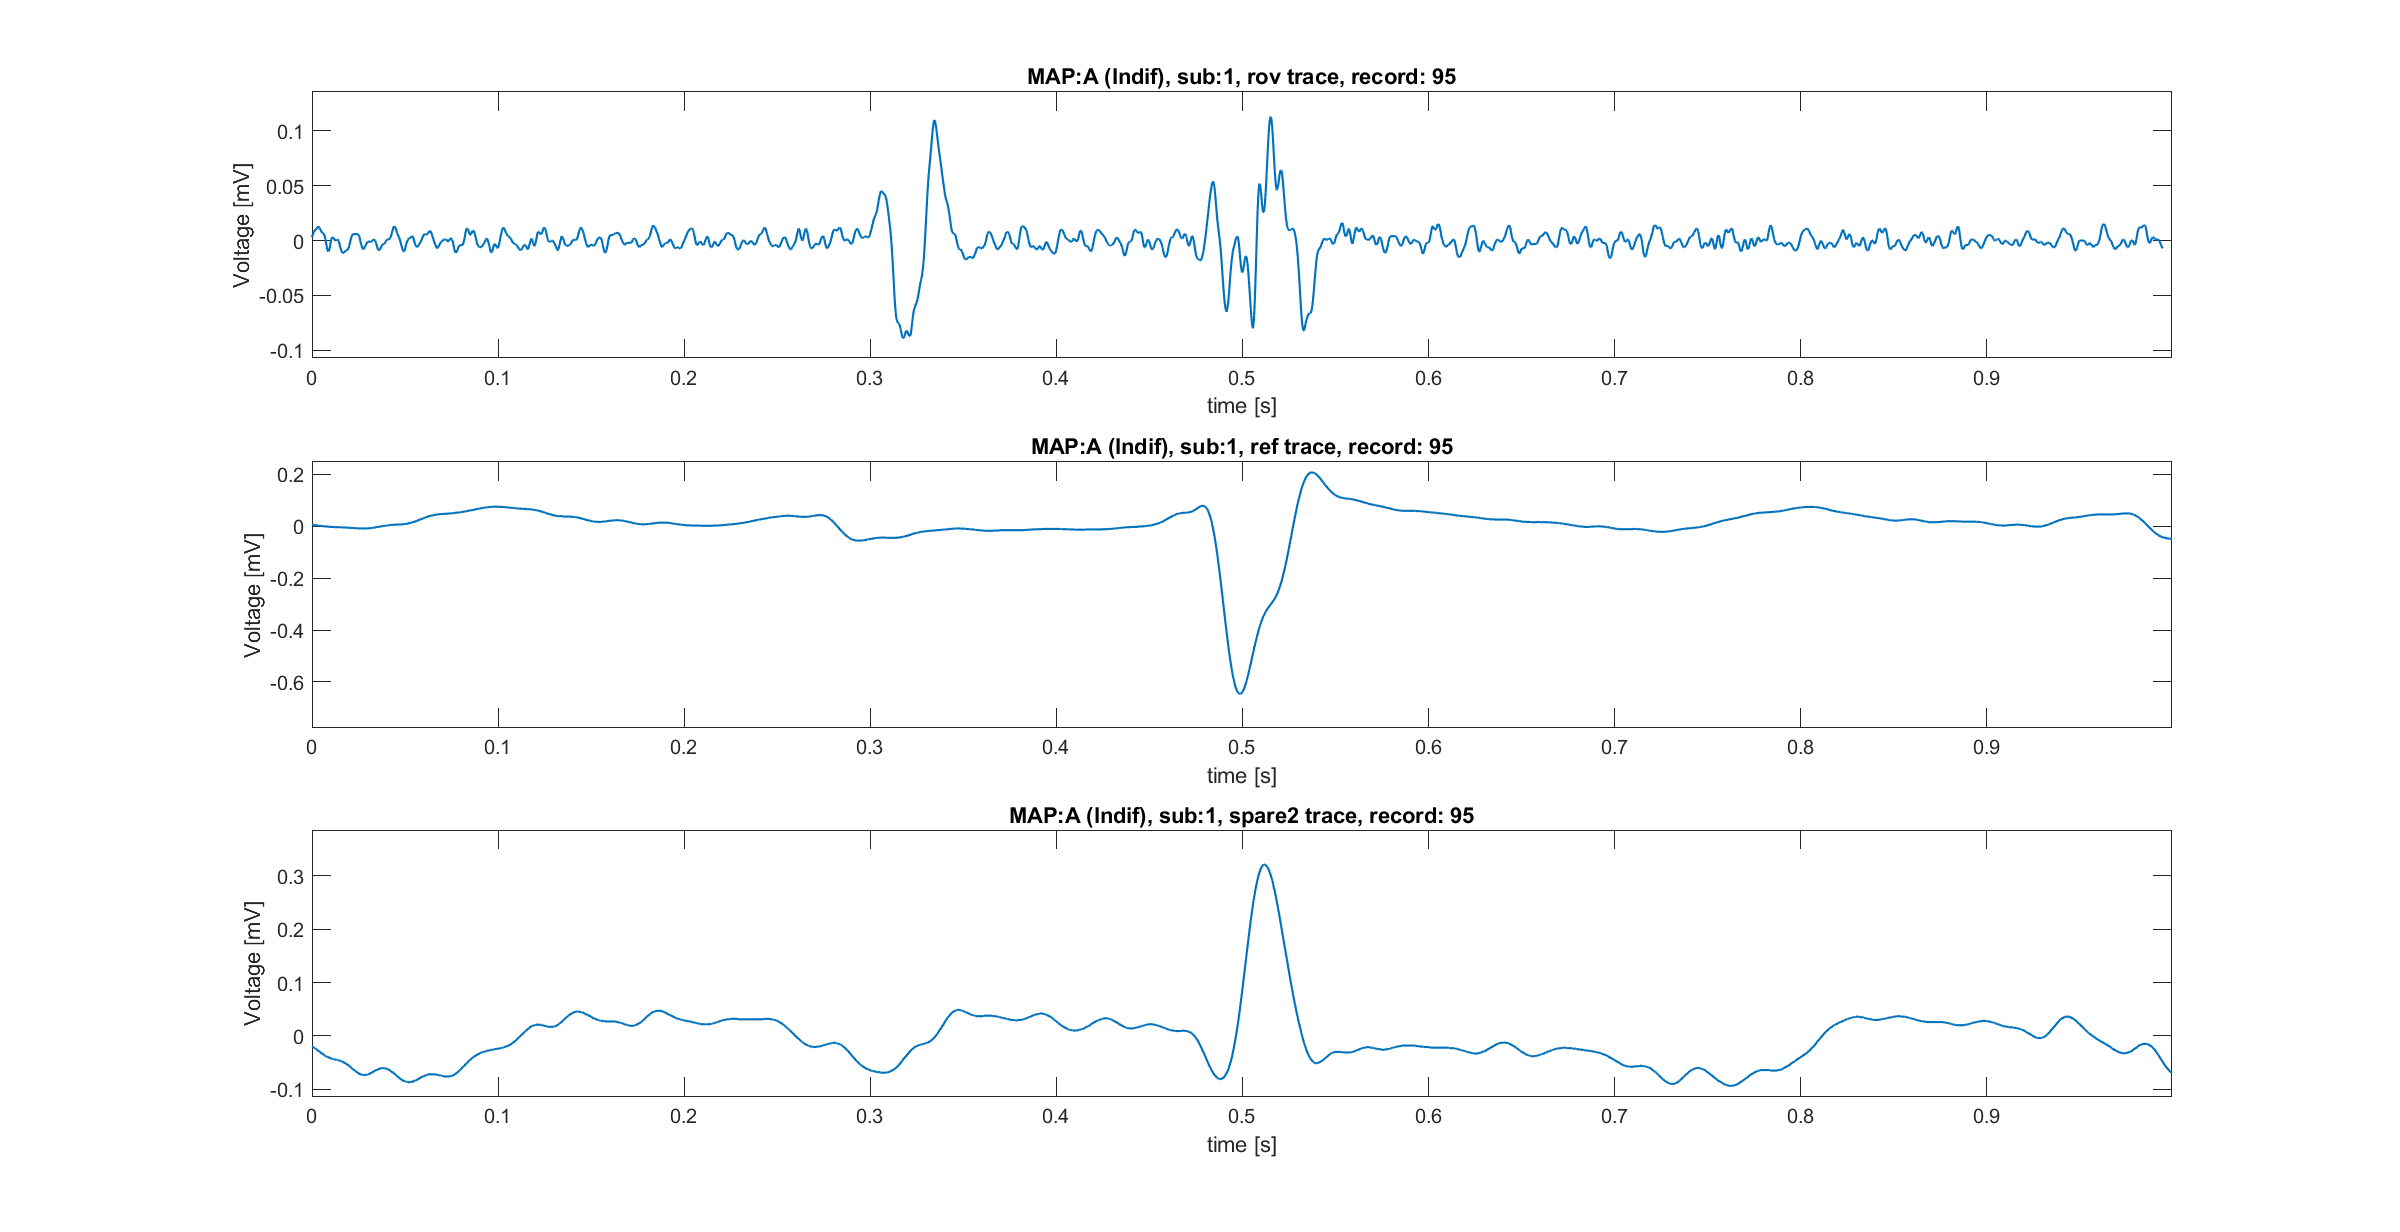 MAP:A (Indif), sub:1, rov trace, record: 95
Voltage [mV]
0.1
0.05
0
-0.05
-0.1
0 0.1 0.2 0.3 0.4 0.5 0.6 0.7 0.8 0.9
time [s]
MAP:A (Indif), sub:1, ref trace, record: 95
Voltage [mV]
0.2
0
-0.2
-0.4
-0.6
0 0.1 0.2 0.3 0.4 0.5 0.6 0.7 0.8 0.9
time [s]
MAP:A (Indif), sub:1, spare2 trace, record: 95
Voltage [mV]
0.3
0.2
0.1
0
-0.1
0 0.1 0.2 0.3 0.4 0.5 0.6 0.7 0.8 0.9
time [s]